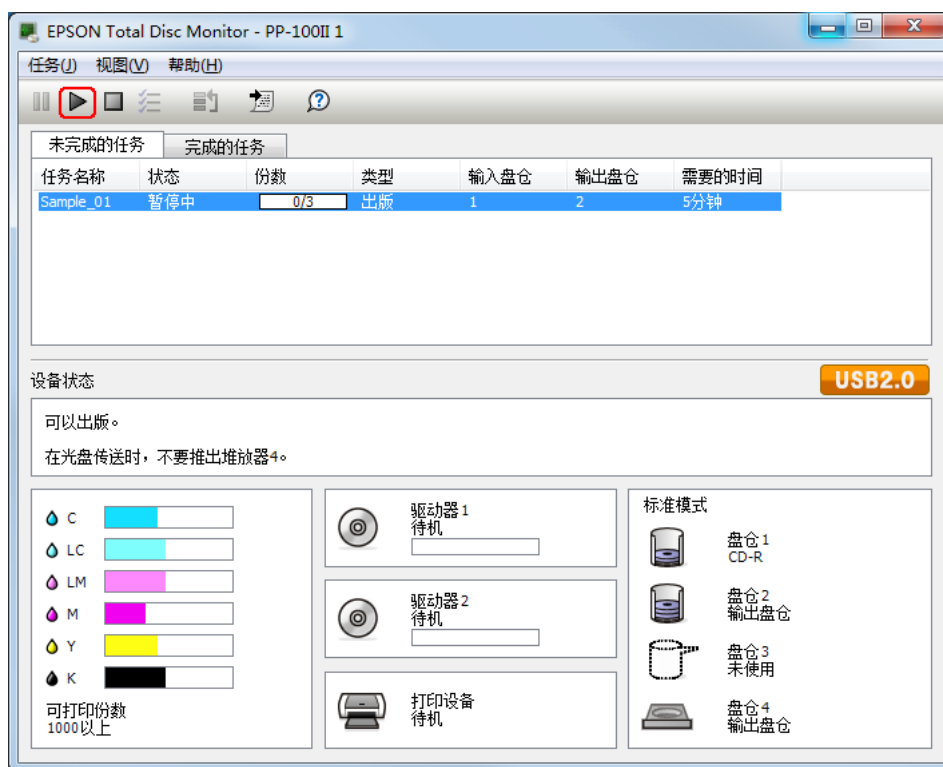 EPSON Total Disc Monitor - PP-100II 1
任务(J) 视图(V) 帮助(H)
未完成的任务 完成的任务
任务名称 状态 份数 类型 输入盘仓 输出盘仓 需要的时间
Sample_01 暂停中 0/3 出版 1 2 5分钟
设备状态 USB2.0
可以出版。
在光盘传送时，不要推出堆放器4。
C
LC
LM
M
Y
K
可打印份数
1000以上
驱动器1
待机
驱动器2
待机
打印设备
待机
标准模式
盘仓1
CD-R
盘仓2
输出盘仓
盘仓3
未使用
盘仓4
输出盘仓